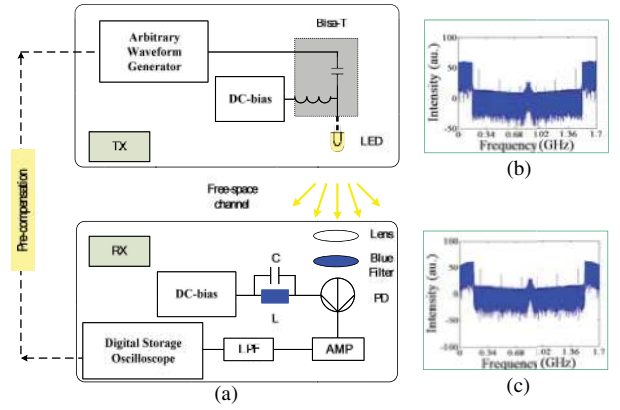 Bisa-T
Arbitrary
Waveform
Generator
DC-bias
TX
LED
Pre-compensation
Free-space
channel
RX
Lens
Blue
Filter
C
DC-bias
PD
L
Digital Storage
Oscilloscope
LPF
AMP
(a)
Intensity (au.)
100
50
0
-50
0
0.34
0.68
1.02
1.36
1.7
Frequency(GHz)
(b)
Intensity (au.)
100
50
0
-50
-100
0
0.34
0.68
1.02
1.36
1.7
Frequency(GHz)
(c)